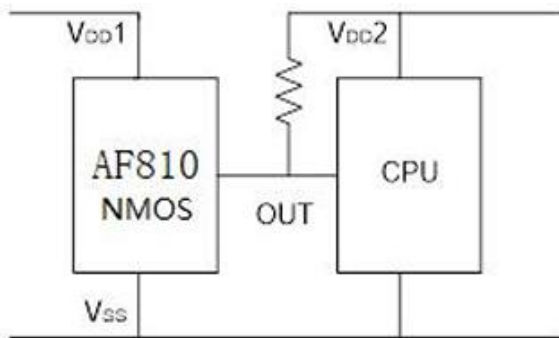 VDD1
VDD2
AF810
NMOS
OUT
CPU
VSS